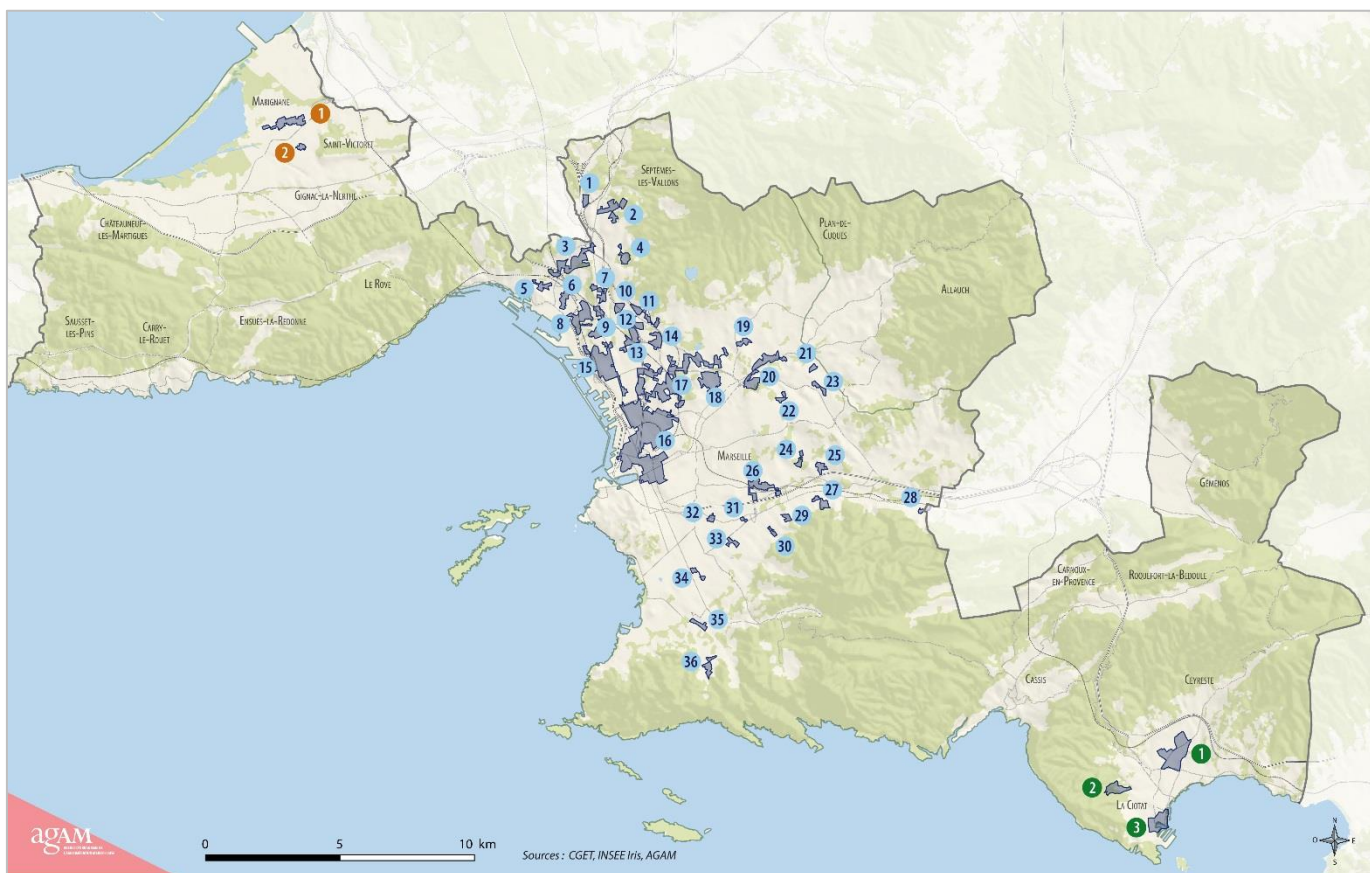 MARIGNANE
1
2
SAINT-VICTORET
GIGNAC-LA-NERTHE
CHÂTEAUNEUF-
LES-MARTIGUES
LE ROVE
ENSUÈS-LA-REDONNE
SAUSSET-
LES-PINS
CARRY-
LE-ROUET
SEPTÈMES-
LES-VALLONS
PLAN-DE-
CUQUES
ALLAUCH
1
2
3
4
5
6
7
8
9
10
11
12
13
14
15
16
17
18
19
20
21
22
23
24
25
26
27
28
29
30
31
32
33
34
35
36
MARSEILLE
GÉMENOS
CARNOUX-
EN-PROVENCE
ROQUEFORT-LA-BÉDOULE
CASSIS
CEYRESTE
1
2
LA CIOTAT
3
agAM
0 5 10 km
Sources : CGET, INSEE Iris, AGAM
N
O E
S